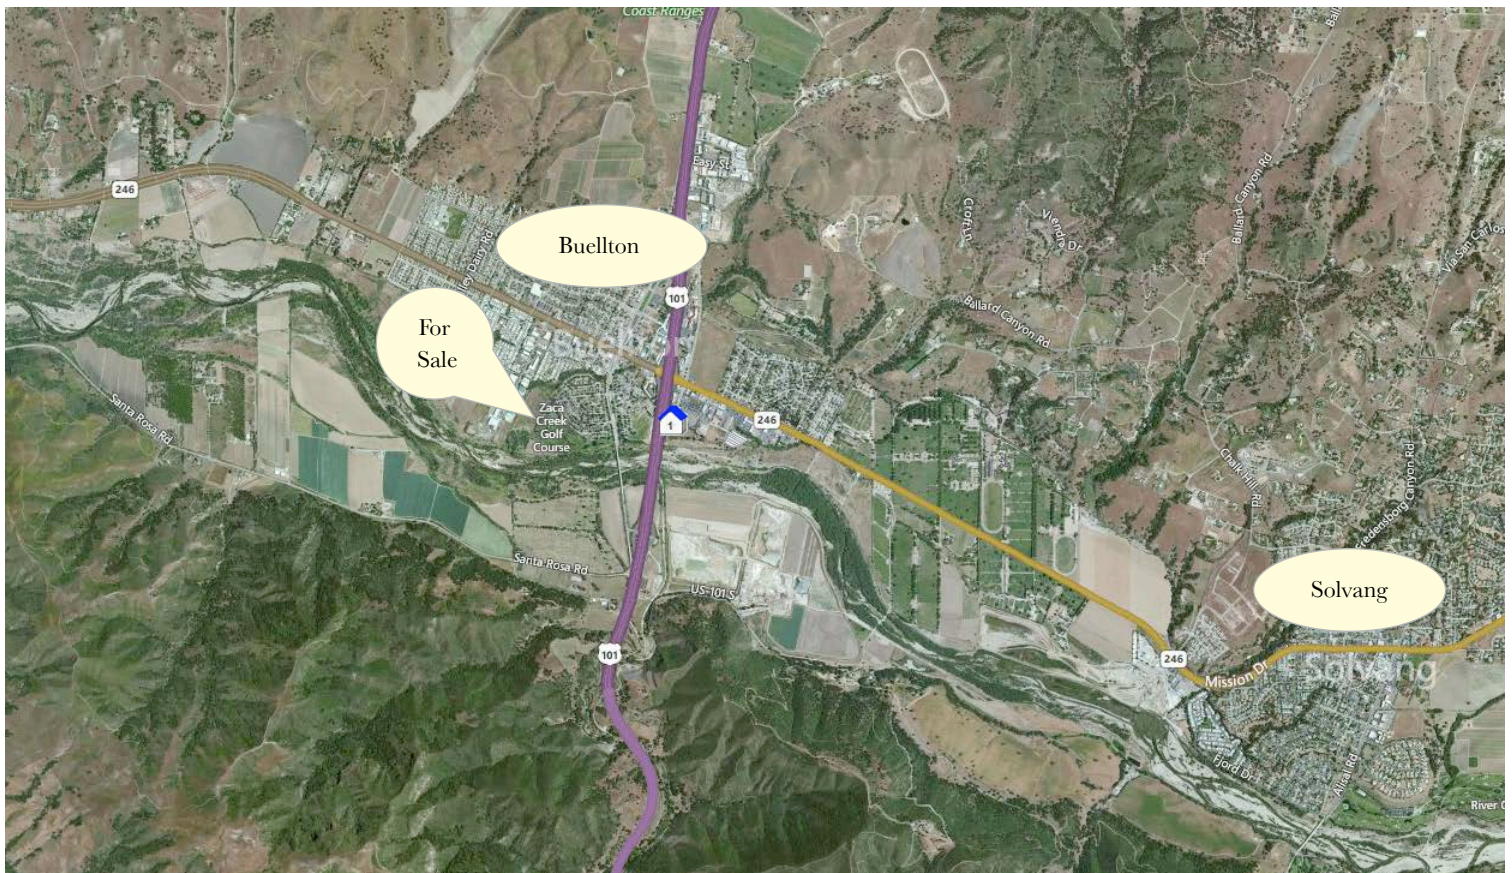 Coast Ranges
Ball
Easy St
246
Ballard Canyon Rd
Croft Ln
Viendra Dr
Via San Carlos
Buellton
101
Ballard Canyon Rd
For
Sale
Buellton
Santa Rosa Rd
Zaca
Creek
Golf
Course
1
246
Chalk Hill Rd
Fredensborg Canyon Rd
Santa Rosa Rd
US-101 S
Solvang
101
246
Mission Dr
Solvang
Fjord Dr
Alisal Rd
River